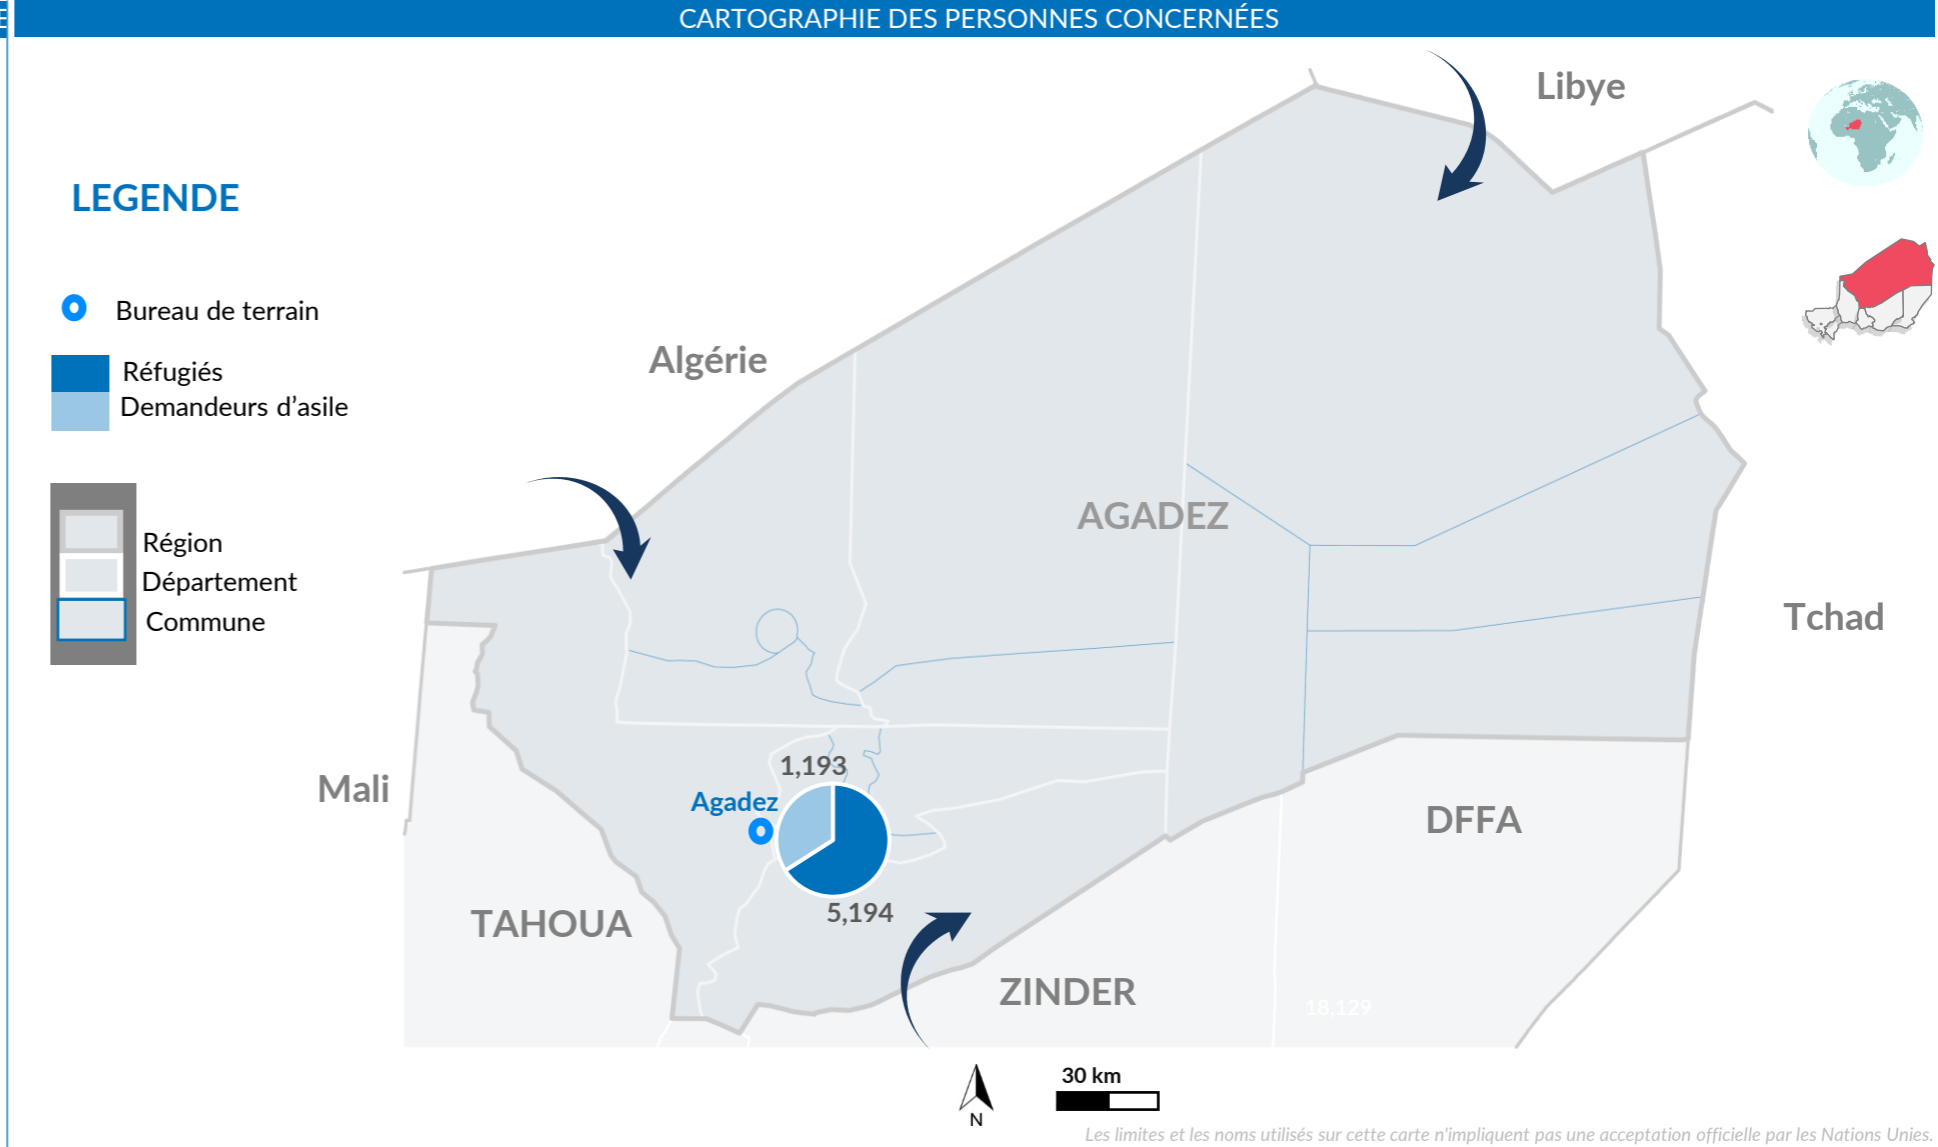 E
CARTOGRAPHIE DES PERSONNES CONCERNÉES
Libye
LEGENDE
Bureau de terrain
Réfugiés
Demandeurs d'asile
Région
Département
Commune
Algérie
AGADEZ
Tchad
Mali
1,193
Agadez
5,194
DFFA
TAHOUA
ZINDER
18,129
30 km
N
Les limites et les noms utilisés sur cette carte n'impliquent pas une acceptation officielle par les Nations Unies.